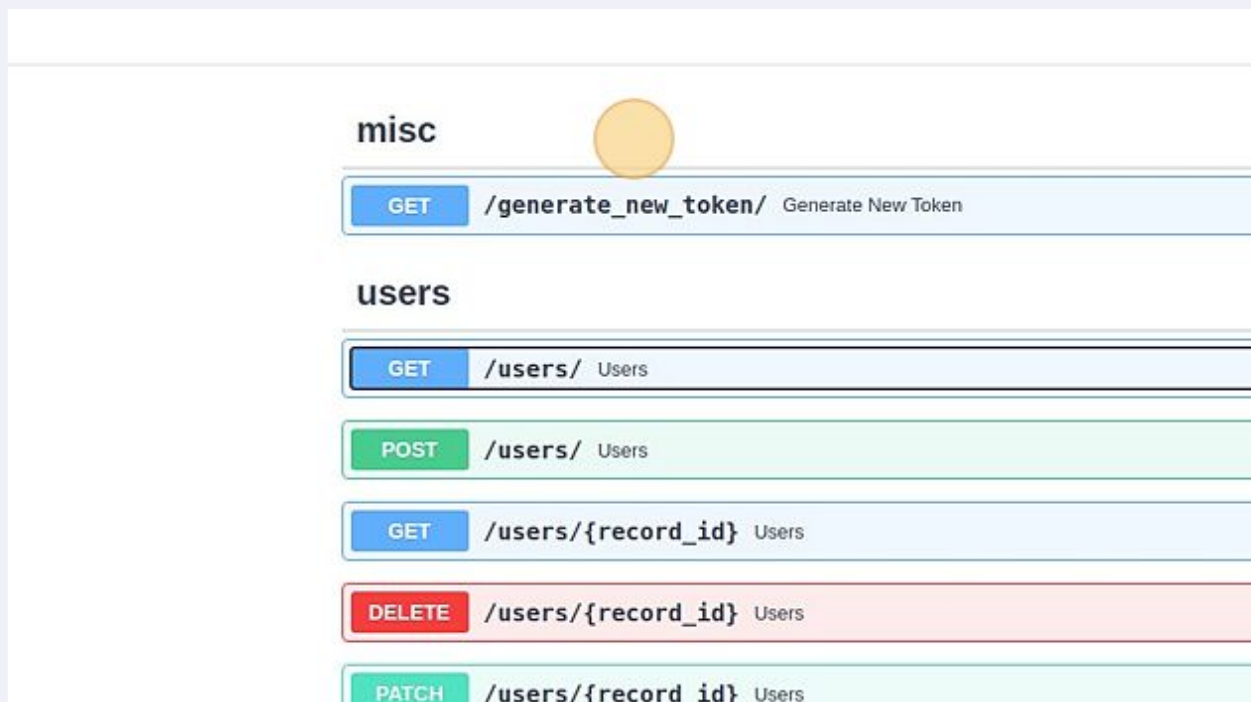 misc
GET /generate_new_token/ Generate New Token
users
GET /users/ Users
POST /users/ Users
GET /users/{record_id} Users
DELETE /users/{record_id} Users
PATCH /users/{record_id} Users